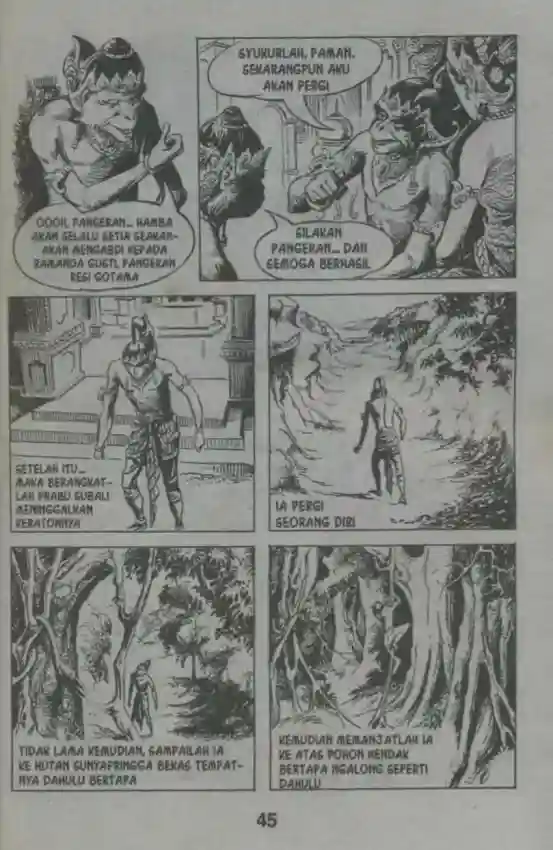 OOOH, PANGERAN... HAMBA
AKAN SELALU SETIA SEAKAN-
AKAN MENGABDI KEPADA
RAMANDA GUSTI, PANGERAN
RESI GOTAMA
SYUKURLAH, PAMAN.
SEKARANGPUN AKU
AKAN PERGI
SILAKAN
PANGERAN... DAN
SEMOGA BERHASIL
SETELAH ITU...
MAKA BERANGKAT-
LAH PRABU SUBALI
MENINGGALKAN
KERATONNYA
IA PERGI
SEORANG DIRI
TIDAK LAMA KEMUDIAN, SAMPAILAH IA
KE HUTAN SUNYAPRINGGA BEKAS TEMPAT-
NYA DAHULU BERTAPA
KEMUDIAN MEMANJATLAH IA
KE ATAS POHON HENDAK
BERTAPA NGALONG SEPERTI
DAHULU
45